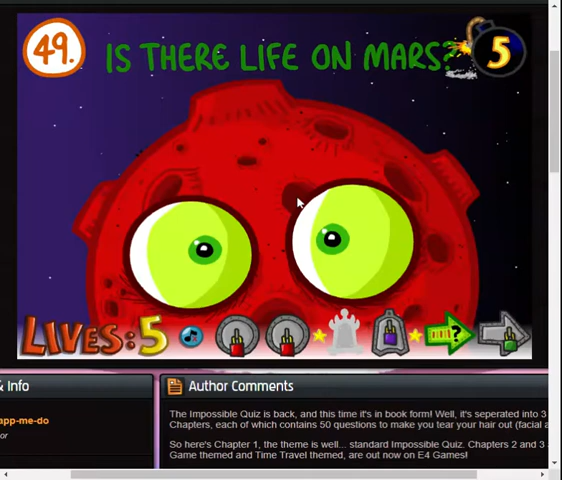 49.
IS THERE LIFE ON MARS?
5
LIVES:5
?
& Info
Author Comments
app-me-do
or
The Impossible Quiz is back, and this time it's in book form! Well, it's seperated into 3
Chapters, each of which contains 50 questions to make you tear your hair out (facial a
So here's Chapter 1, the theme is well... standard Impossible Quiz. Chapters 2 and 3
Game themed and Time Travel themed, are out now on E4 Games!